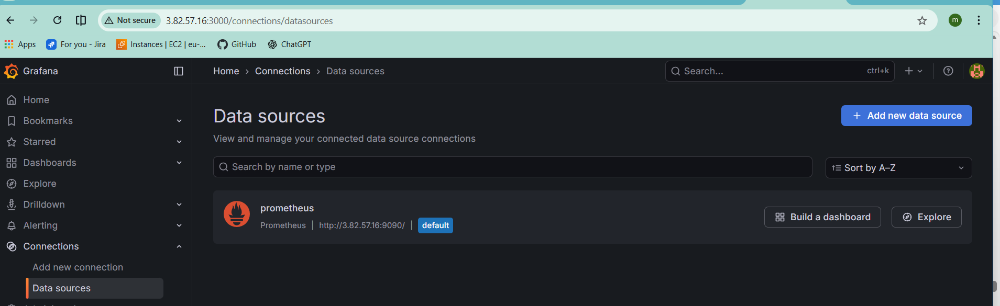 Not secure 3.82.57.16:3000/connections/datasources m
Apps For you - Jira Instances | EC2 | eu-... GitHub ChatGPT
Grafana
Home › Connections › Data sources
Search... ctrl+k
Home
Bookmarks
Starred
Dashboards
Explore
Drilldown
Alerting
Connections
Add new connection
Data sources
Data sources
Add new data source
View and manage your connected data source connections
Search by name or type
Sort by A–Z
prometheus
Prometheus | http://3.82.57.16:9090/ | default
Build a dashboard
Explore